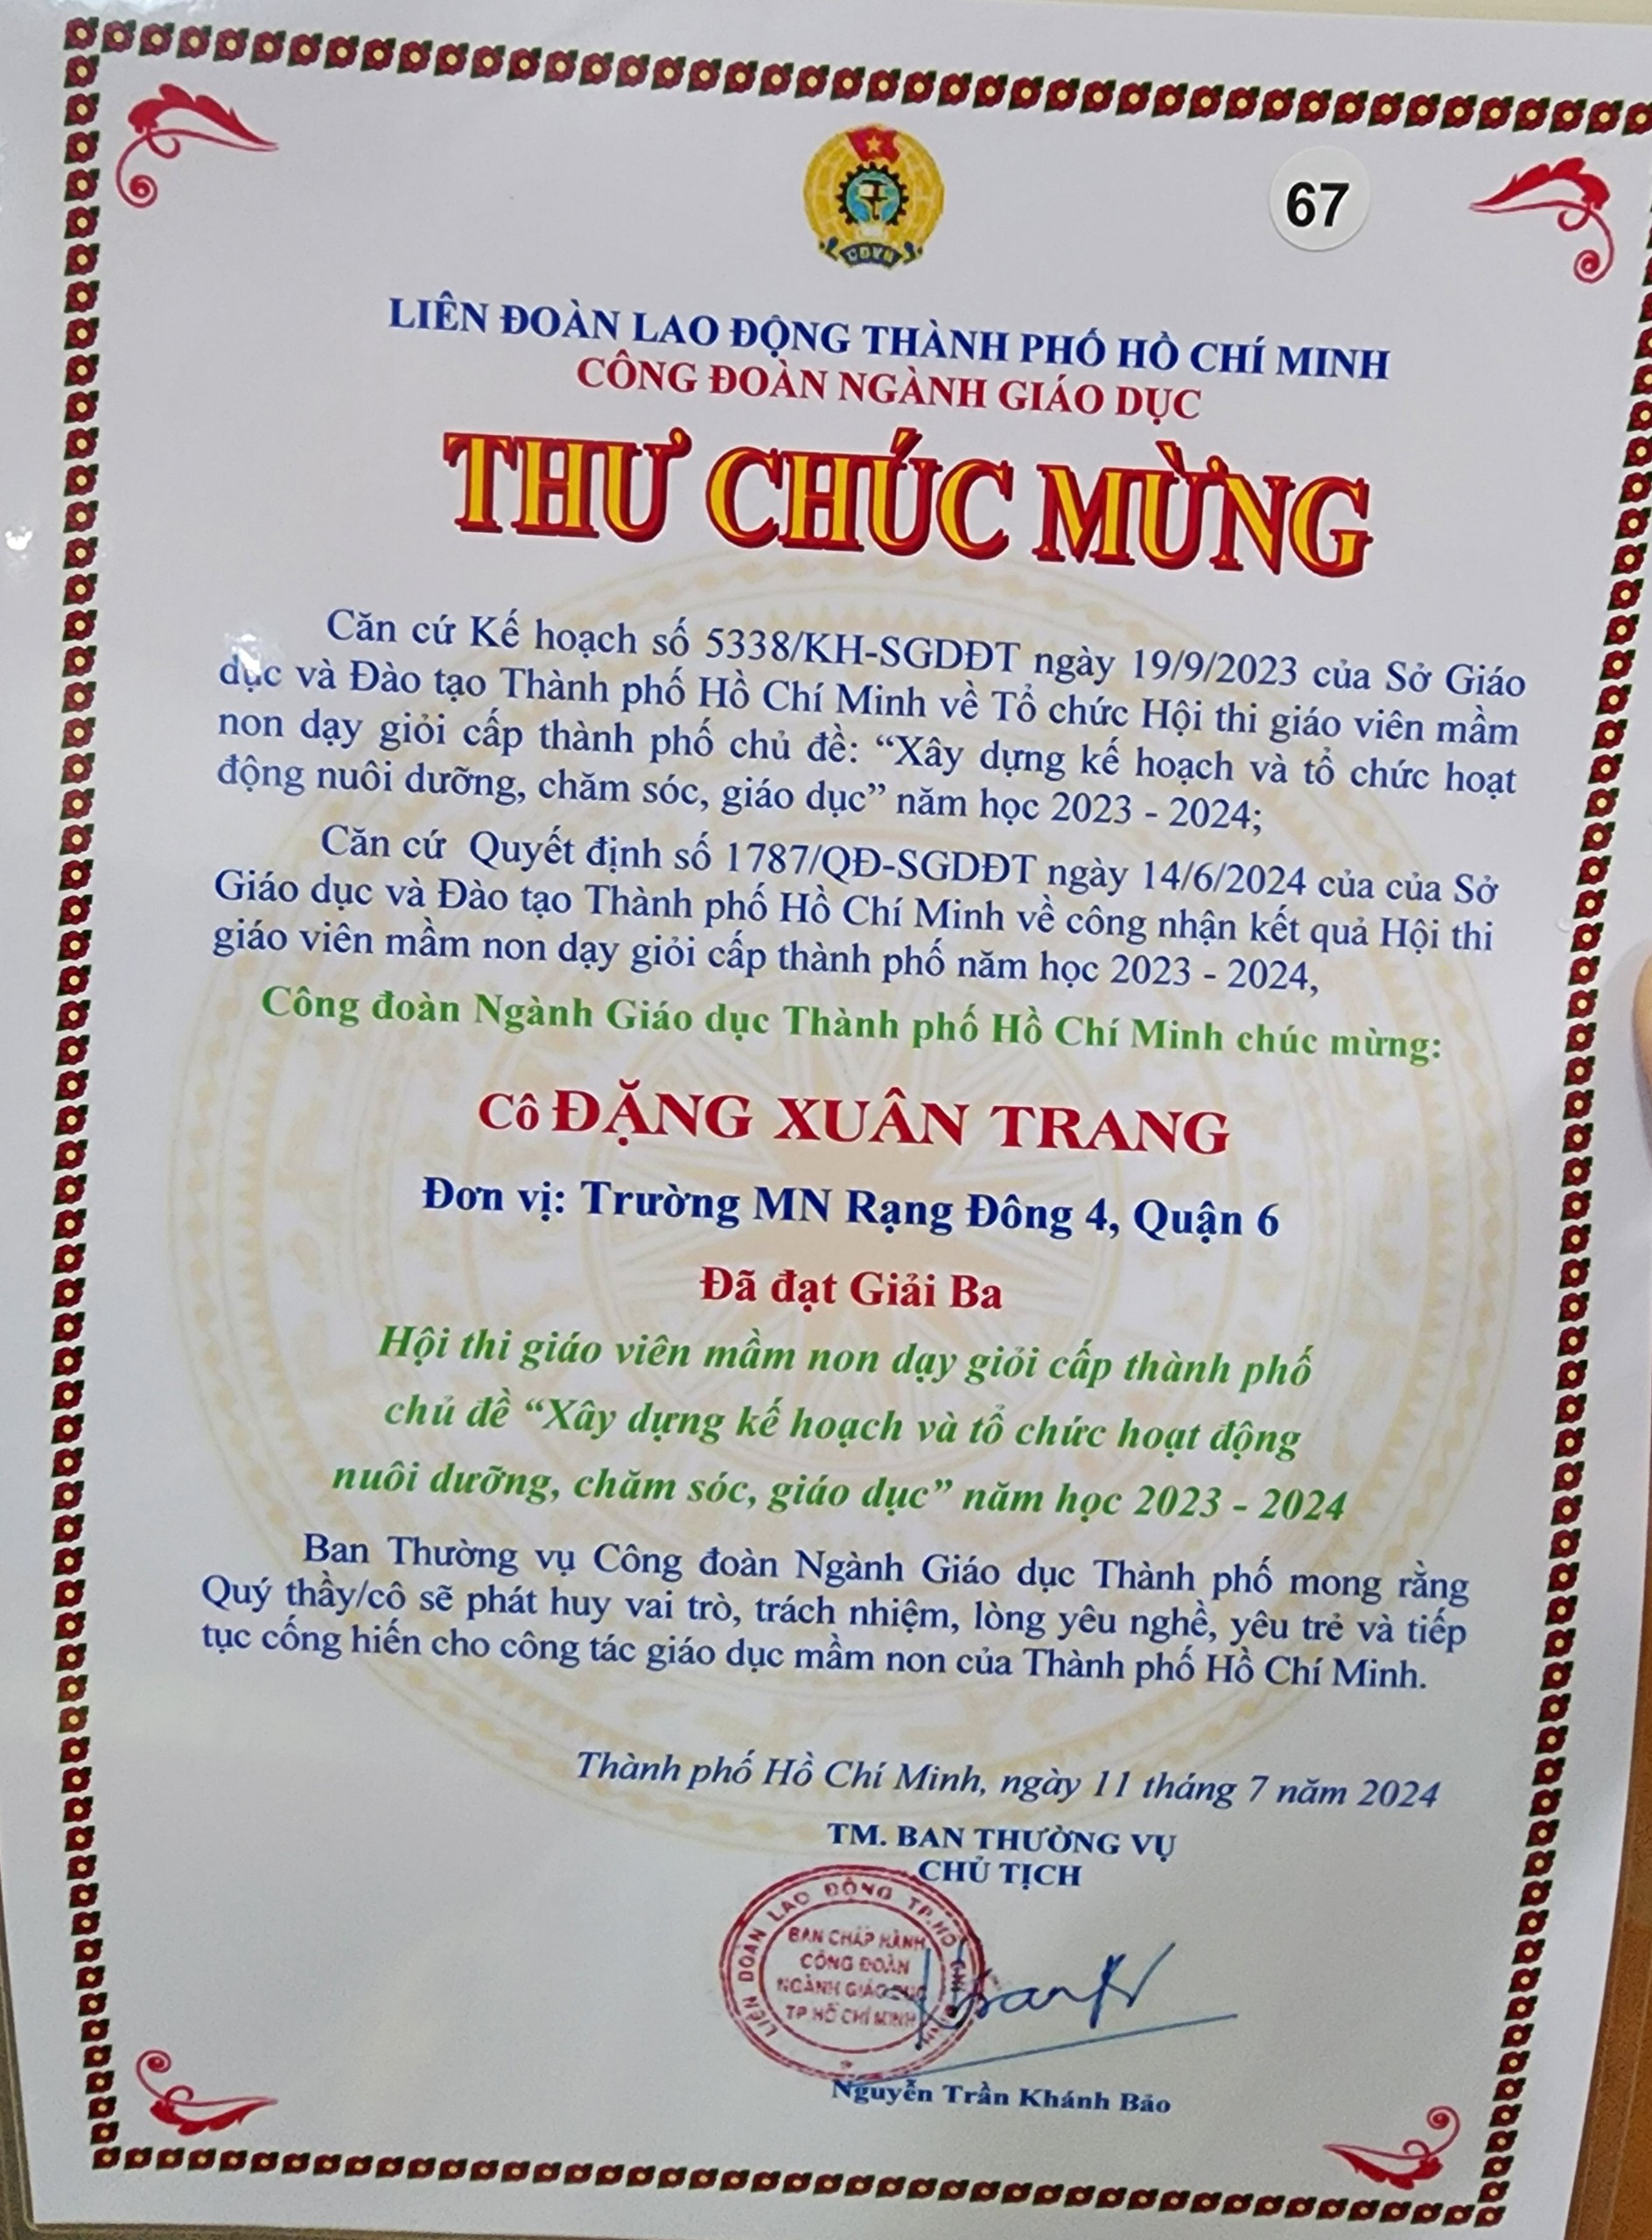 CĐVN
67
LIÊN ĐOÀN LAO ĐỘNG THÀNH PHỐ HỒ CHÍ MINH
CÔNG ĐOÀN NGÀNH GIÁO DỤC
THƯ CHÚC MỪNG
Căn cứ Kế hoạch số 5338/KH-SGDĐT ngày 19/9/2023 của Sở Giáo
dục và Đào tạo Thành phố Hồ Chí Minh về Tổ chức Hội thi giáo viên mầm
non dạy giỏi cấp thành phố chủ đề: “Xây dựng kế hoạch và tổ chức hoạt
động nuôi dưỡng, chăm sóc, giáo dục” năm học 2023 - 2024;
Căn cứ Quyết định số 1787/QĐ-SGDĐT ngày 14/6/2024 của của Sở
Giáo dục và Đào tạo Thành phố Hồ Chí Minh về công nhận kết quả Hội thi
giáo viên mầm non dạy giỏi cấp thành phố năm học 2023 - 2024,
Công đoàn Ngành Giáo dục Thành phố Hồ Chí Minh chúc mừng:
Cô ĐẶNG XUÂN TRANG
Đơn vị: Trường MN Rạng Đông 4, Quận 6
Đã đạt Giải Ba
Hội thi giáo viên mầm non dạy giỏi cấp thành phố
chủ đề “Xây dựng kế hoạch và tổ chức hoạt động
nuôi dưỡng, chăm sóc, giáo dục” năm học 2023 - 2024
Ban Thường vụ Công đoàn Ngành Giáo dục Thành phố mong rằng
Quý thầy/cô sẽ phát huy vai trò, trách nhiệm, lòng yêu nghề, yêu trẻ và tiếp
tục cống hiến cho công tác giáo dục mầm non của Thành phố Hồ Chí Minh.
Thành phố Hồ Chí Minh, ngày 11 tháng 7 năm 2024
TM. BAN THƯỜNG VỤ
CHỦ TỊCH
LIÊN ĐOÀN LAO ĐỘNG TP.HỒ CHÍ MINH
BAN CHẤP HÀNH
CÔNG ĐOÀN
NGÀNH GIÁO DỤC
TP HỒ CHÍ MINH
Nguyễn Trần Khánh Bảo